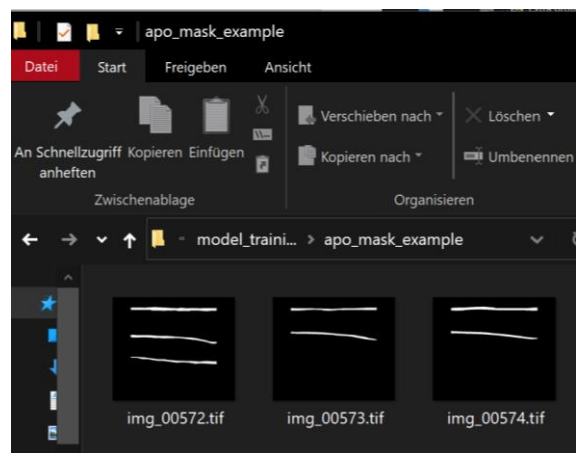 apo_mask_example
Datei Start Freigeben Ansicht
An Schnellzugriff anheften
Kopieren
Einfügen
Verschieben nach
Kopieren nach
Löschen
Umbenennen
Zwischenablage
Organisieren
model_traini... > apo_mask_example
img_00572.tif
img_00573.tif
img_00574.tif